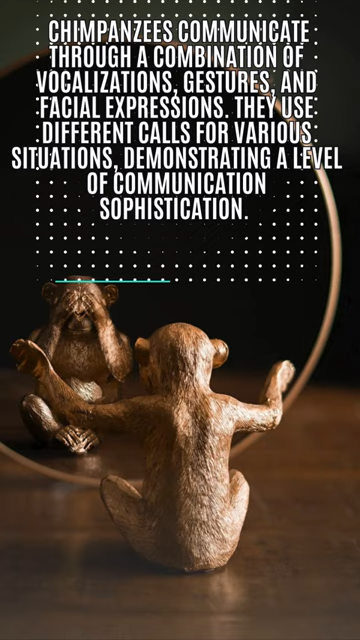 CHIMPANZEES COMMUNICATE
THROUGH A COMBINATION OF
VOCALIZATIONS, GESTURES, AND
FACIAL EXPRESSIONS. THEY USE
DIFFERENT CALLS FOR VARIOUS
SITUATIONS, DEMONSTRATING A LEVEL
OF COMMUNICATION
SOPHISTICATION.